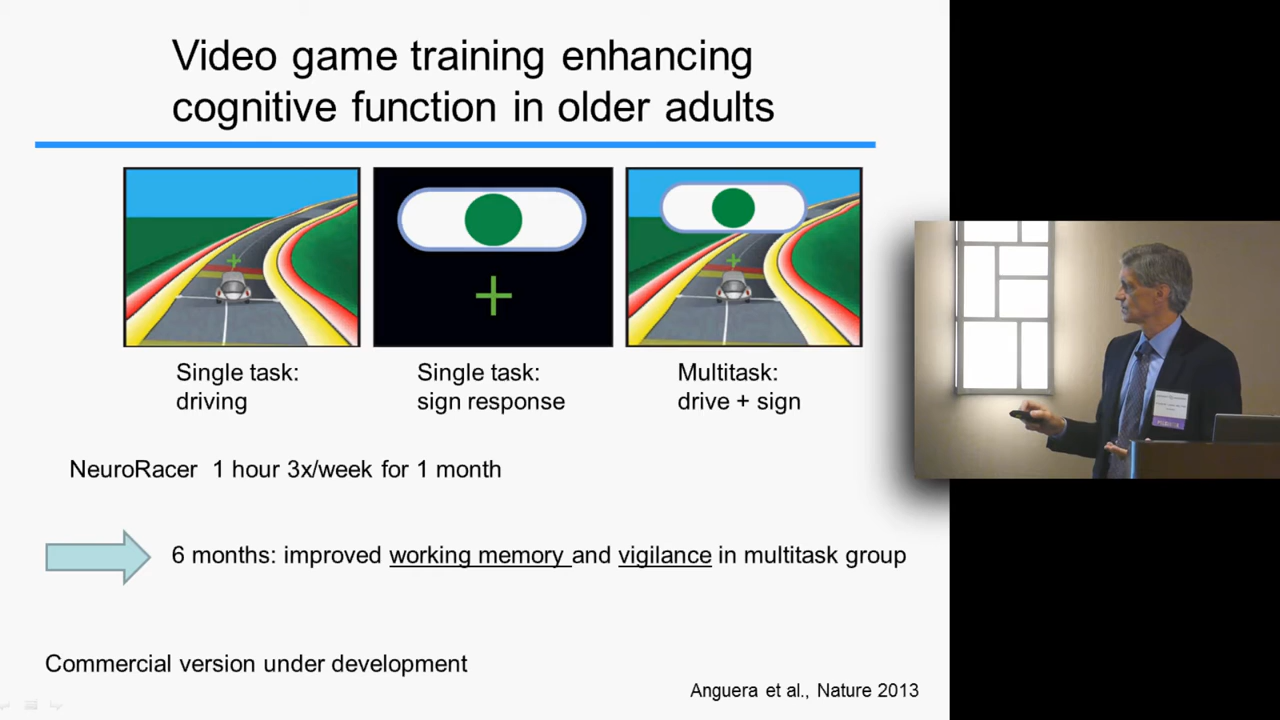 Video game training enhancing
cognitive function in older adults
Single task:
driving
Single task:
sign response
Multitask:
drive + sign
NeuroRacer 1 hour 3x/week for 1 month
6 months: improved working memory and vigilance in multitask group
Commercial version under development
Anguera et al., Nature 2013